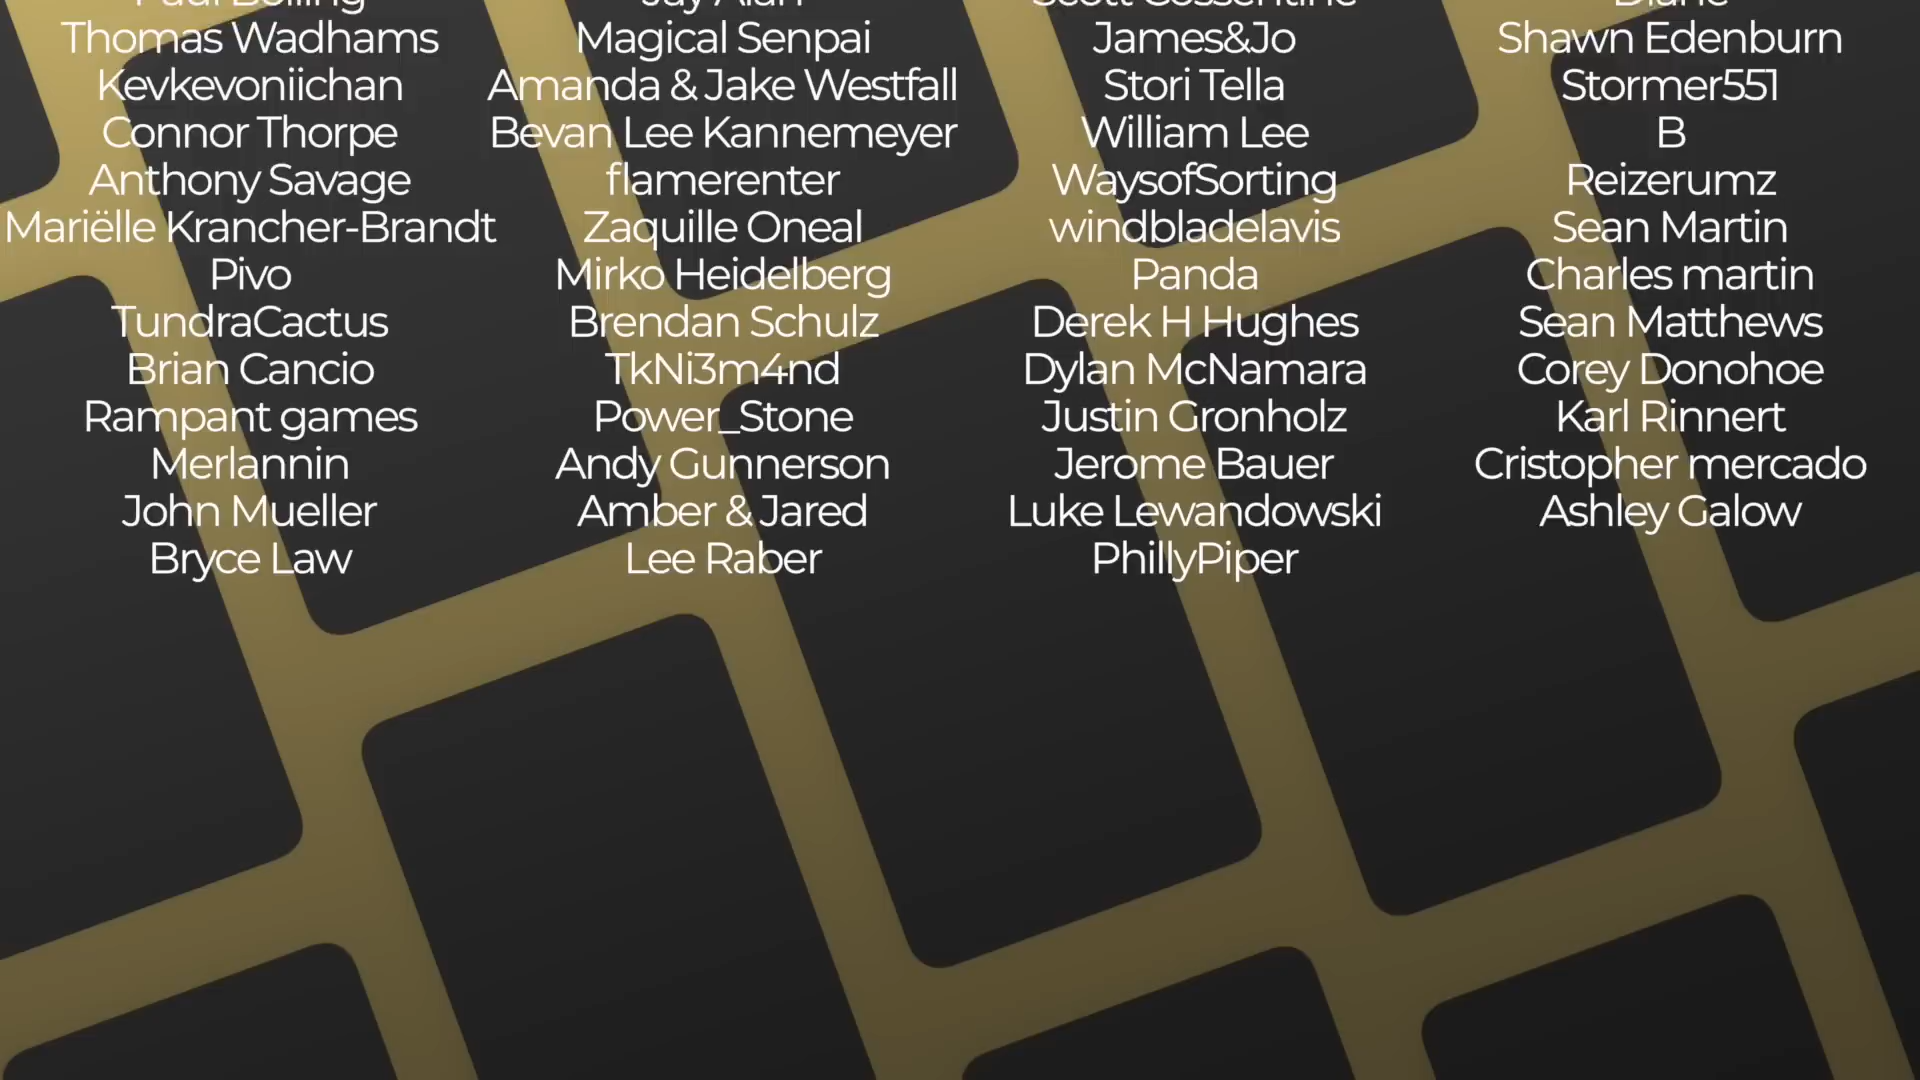 Thomas Wadhams
Kevkevoniichan
Connor Thorpe
Anthony Savage
Mariëlle Krancher-Brandt
Pivo
TundraCactus
Brian Cancio
Rampant games
Merlannin
John Mueller
Bryce Law
Magical Senpai
Amanda & Jake Westfall
Bevan Lee Kannemeyer
flamerenter
Zaquille Oneal
Mirko Heidelberg
Brendan Schulz
TkNi3m4nd
Power_Stone
Andy Gunnerson
Amber & Jared
Lee Raber
James&Jo
Stori Tella
William Lee
WaysofSorting
windbladelavis
Panda
Derek H Hughes
Dylan McNamara
Justin Gronholz
Jerome Bauer
Luke Lewandowski
PhillyPiper
Shawn Edenburn
Stormer551
B
Reizerumz
Sean Martin
Charles martin
Sean Matthews
Corey Donohoe
Karl Rinnert
Cristopher mercado
Ashley Galow